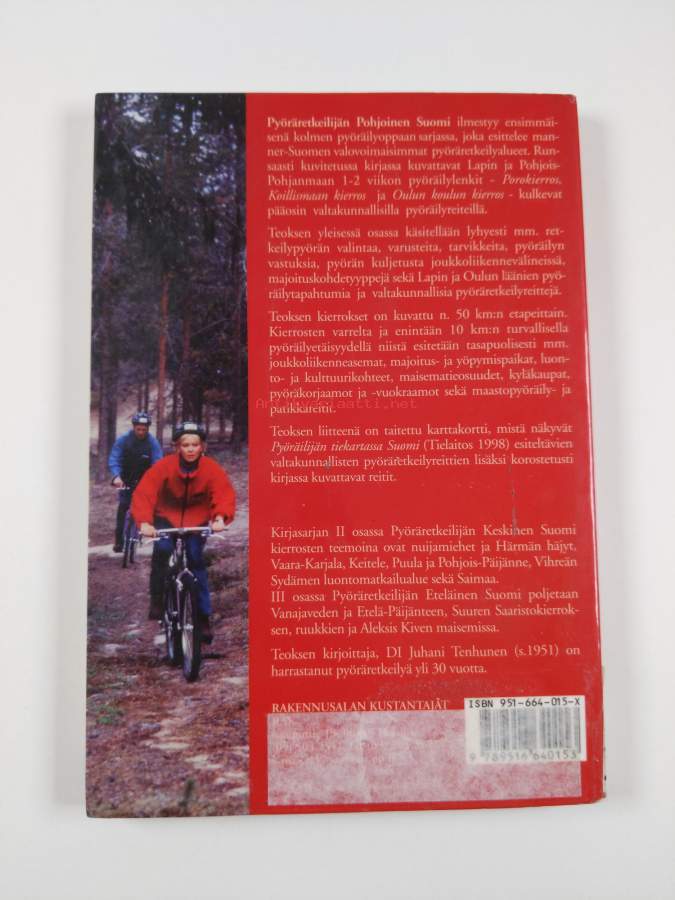 Pyöräretkeilijän Pohjoinen Suomi ilmestyy ensimmäi-
senä kolmen pyöräilyoppaan sarjassa, joka esittelee man-
ner-Suomen valovoimaisimmat pyöräretkeilyalueet. Run-
saasti kuvitetussa kirjassa kuvattavat Lapin ja Pohjois-
Pohjanmaan 1-2 viikon pyöräilylenkit - Porokierros,
Koillismaan kierros ja Oulun koulun kierros - kulkevat
pääosin valtakunnallisilla pyöräilyreiteillä.
Teoksen yleisessä osassa käsitellään lyhyesti mm. ret-
keilypyörän valintaa, varusteita, tarvikkeita, pyöräilyn
vastuksia, pyörän kuljetusta joukkoliikennevälineissä,
majoituskohdetyyppejä sekä Lapin ja Oulun läänien pyö-
räilytapahtumia ja valtakunnallisia pyöräretkeilyreittejä.
Teoksen kierrokset on kuvattu n. 50 km:n etapeittain.
Kierrosten varrelta ja enintään 10 km:n turvallisella
pyöräilyetäisyydellä niistä esitetään tasapuolisesti mm.
joukkoliikenneasemat, majoitus- ja yöpymispaikat, luon-
to- ja kulttuurikohteet, maisematieosuudet, kyläkaupat,
pyöräkorjaamot ja -vuokraamot sekä maastopyöräily- ja
patikkareitit.
Antikvariaatti.net
Teoksen liitteenä on taitettu karttakortti, mistä näkyvät
Pyöräilijän tiekartassa Suomi (Tielaitos 1998) esiteltävien
valtakunnallisten pyöräretkeilyreittien lisäksi korostetusti
kirjassa kuvattavat reitit.
Kirjasarjan II osassa Pyöräretkeilijän Keskinen Suomi
kierrosten teemoina ovat nuijamiehet ja Härmän häjyt,
Vaara-Karjala, Keitele, Puula ja Pohjois-Päijänne, Vihreän
Sydämen luontomatkailualue sekä Saimaa.
III osassa Pyöräretkeilijän Eteläinen Suomi poljetaan
Vanajaveden ja Etelä-Päijänteen, Suuren Saaristokierrok-
sen, ruukkien ja Aleksis Kiven maisemissa.
Teoksen kirjoittaja, DI Juhani Tenhunen (s.1951) on
harrastanut pyöräretkeilyä yli 30 vuotta.
RAKENNUSALAN KUSTANTAJAT
ISBN 951-664-015-X
9 789516 640153